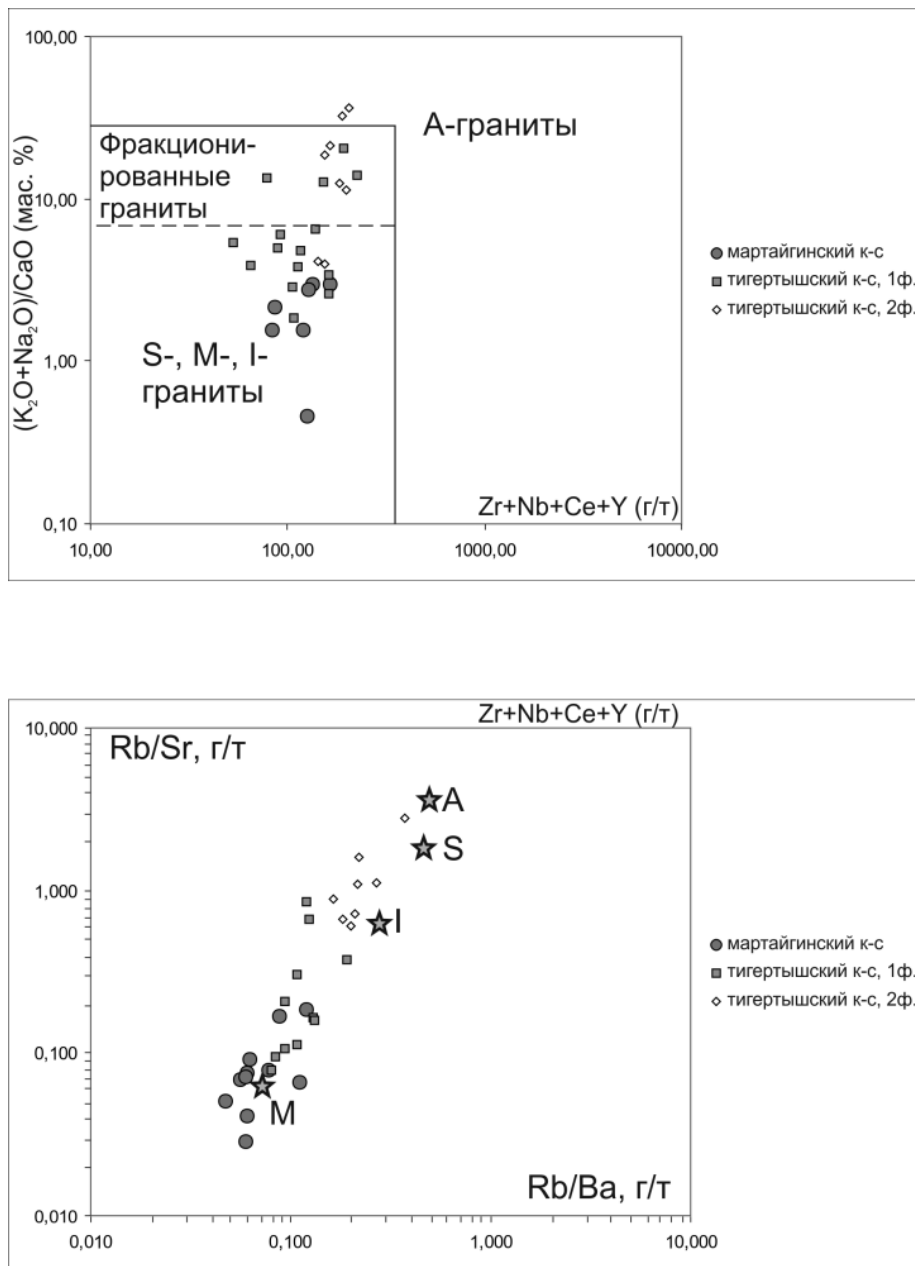 100,00
10,00
1,00
0,10
(K2O+Na2O)/CaO (мас. %)
Фракциони-
рованные
граниты
А-граниты
S-, M-, I-
граниты
Zr+Nb+Ce+Y (г/т)
10,00 100,00 1000,00 10000,00
мартайгинский к-с
тигертышский к-с, 1ф.
тигертышский к-с, 2ф.
Zr+Nb+Ce+Y (г/т)
10,000
1,000
0,100
0,010
Rb/Sr, г/т
A
S
I
M
Rb/Ba, г/т
0,010 0,100 1,000 10,000
мартайгинский к-с
тигертышский к-с, 1ф.
тигертышский к-с, 2ф.